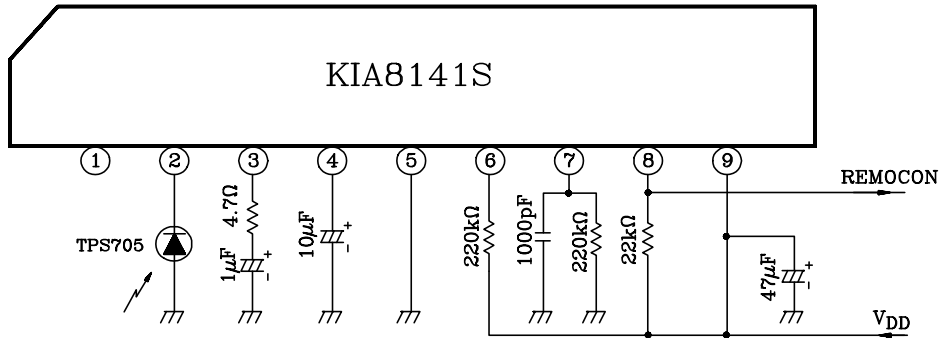 KIA8141S
1 2 3 4 5 6 7 8 9
REMOCON
TPS705
4.7Ω
1μF
+
-
10μF
+
-
220kΩ
1000pF
220kΩ
22kΩ
47μF
+
-
VDD